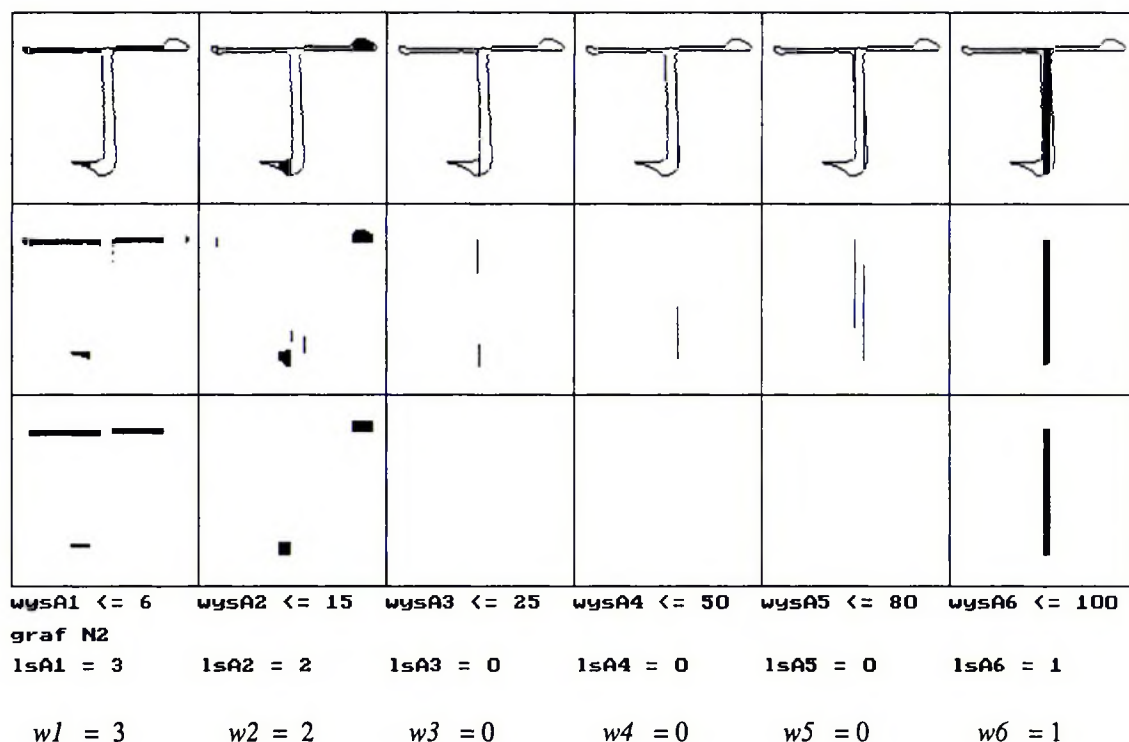 wysA1 <= 6 wysA2 <= 15 wysA3 <= 25 wysA4 <= 50 wysA5 <= 80 wysA6 <= 100
graf N2
lsA1 = 3 lsA2 = 2 lsA3 = 0 lsA4 = 0 lsA5 = 0 lsA6 = 1
w1 = 3 w2 = 2 w3 = 0 w4 = 0 w5 = 0 w6 = 1